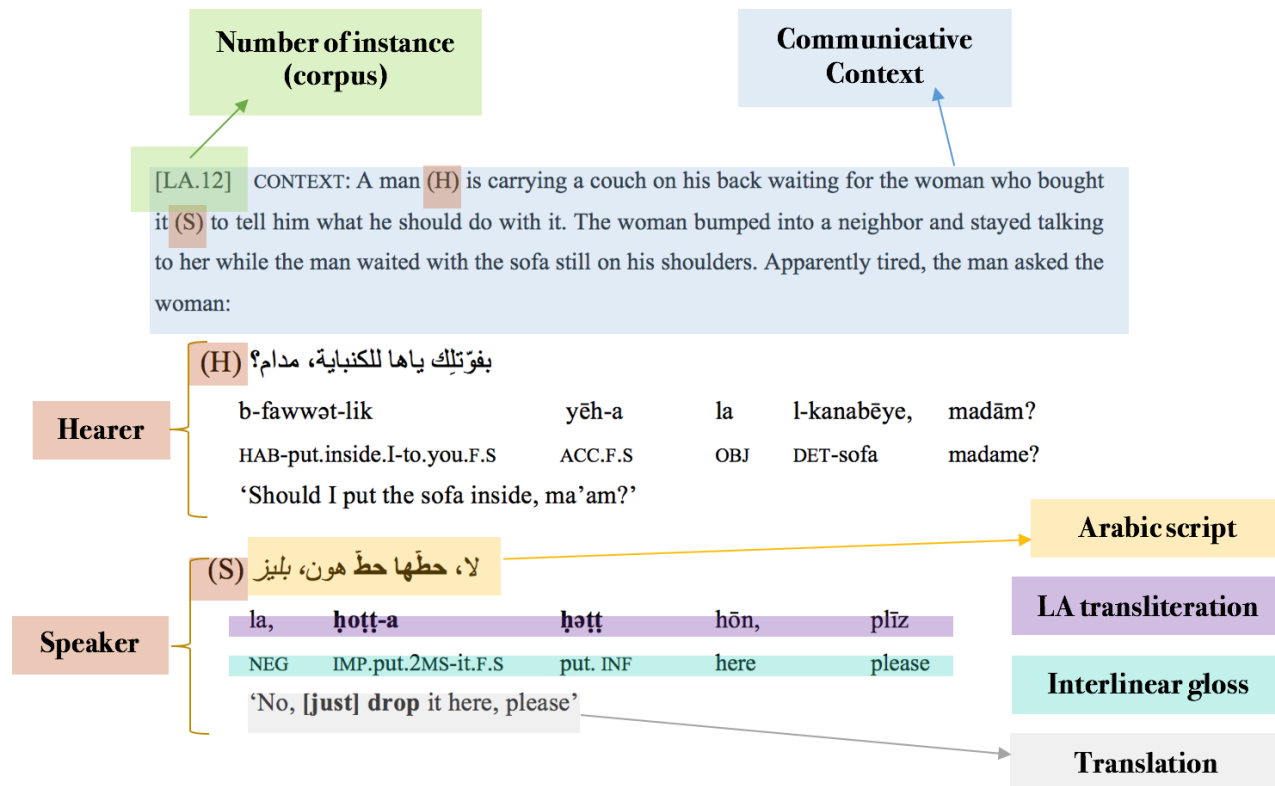 Number of instance
(corpus)
Communicative
Context
[LA.12] CONTEXT: A man (H) is carrying a couch on his back waiting for the woman who bought
it (S) to tell him what he should do with it. The woman bumped into a neighbor and stayed talking
to her while the man waited with the sofa still on his shoulders. Apparently tired, the man asked the
woman:
Hearer
(H) بفوّتلِك ياها للكنباية، مدام؟
b-fawwət-lik yēh-a la l-kanabēye, madām?
HAB-put.inside.I-to.you.F.S ACC.F.S OBJ DET-sofa madame?
‘Should I put the sofa inside, ma’am?’
Speaker
(S) لا، حطّها حطّ هون، بليز
la, ḥoṭṭ-a ḥəṭṭ hōn, plīz
NEG IMP.put.2MS-it.F.S put. INF here please
‘No, [just] drop it here, please’
Arabic script
LA transliteration
Interlinear gloss
Translation